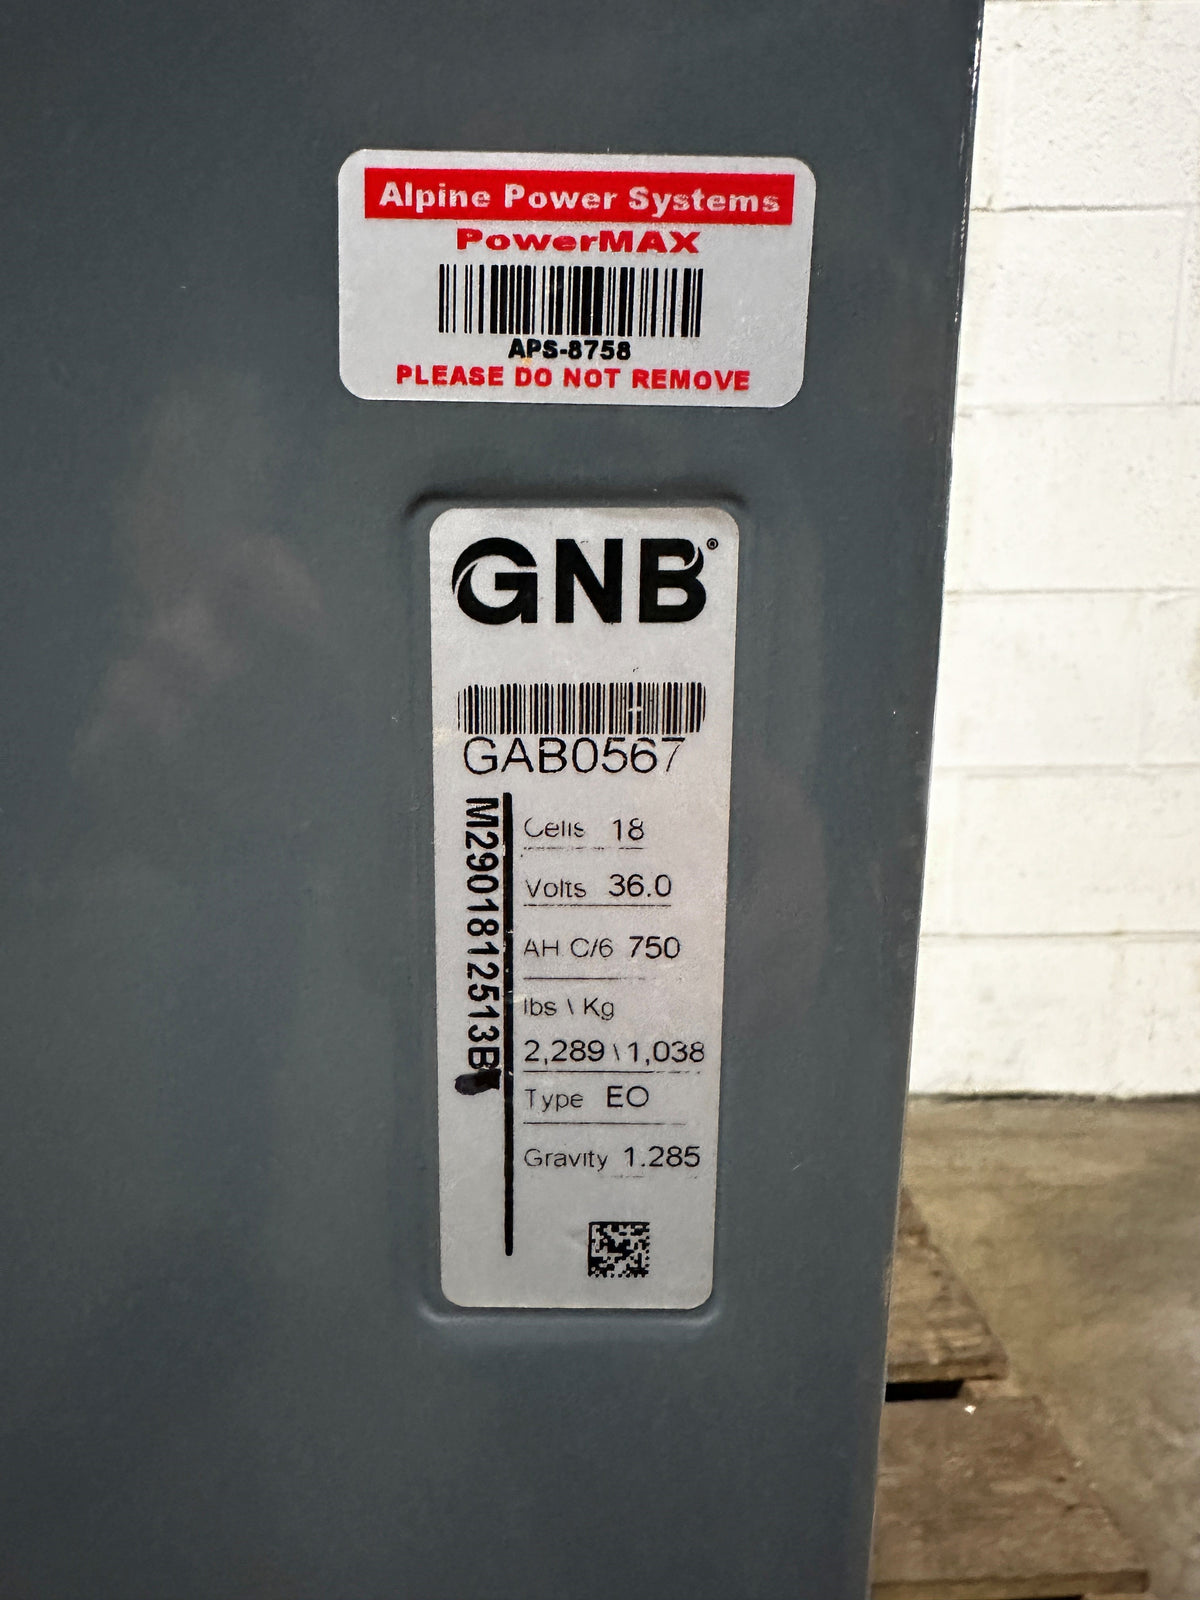 Alpine Power Systems
PowerMAX
APS-8758
PLEASE DO NOT REMOVE
GNB®
GAB0567
M2901812513B
Cells 18
Volts 36.0
AH C/6 750
lbs \ Kg
2,289 \ 1,038
Type EO
Gravity 1.285